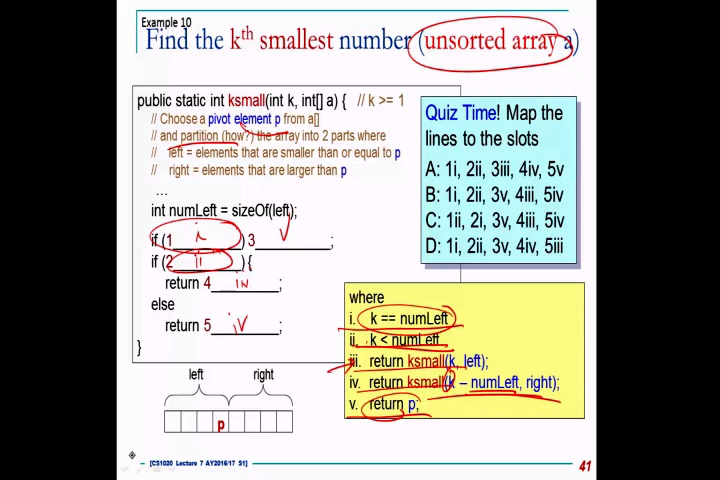 Example 10
Find the kth smallest number (unsorted array a)
public static int ksmall(int k, int[] a) { // k >= 1
// Choose a pivot element p from a[]
// and partition (how?) the array into 2 parts where
// left = elements that are smaller than or equal to p
// right = elements that are larger than p
…
int numLeft = sizeOf(left);
if (1 i ) 3 v ;
if (2 ii ) {
return 4 ;
else
return 5 iv ;
}
left right
p
Quiz Time! Map the
lines to the slots
A: 1i, 2ii, 3iii, 4iv, 5v
B: 1i, 2ii, 3v, 4iii, 5iv
C: 1ii, 2i, 3v, 4iii, 5iv
D: 1i, 2ii, 3v, 4iv, 5iii
where
i. k == numLeft
ii. k < numLeft
iii. return ksmall(k, left);
iv. return ksmall(k – numLeft, right);
v. return p;
[CS1020 Lecture 7 AY2016/17 S1]
41